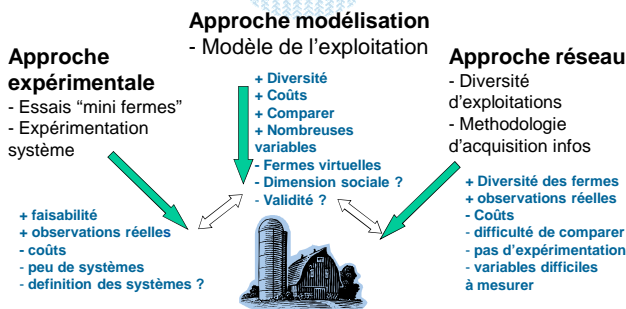 Approche modélisation
- Modèle de l'exploitation
Approche
expérimentale
- Essais "mini fermes"
- Expérimentation
système
+ faisabilité
+ observations réelles
- coûts
- peu de systèmes
- definition des systèmes ?
+ Diversité
+ Coûts
+ Comparer
+ Nombreuses
variables
- Fermes virtuelles
- Dimension sociale ?
- Validité ?
Approche réseau
- Diversité
d'exploitations
- Methodologie
d'acquisition infos
+ Diversité des fermes
+ observations réelles
- Coûts
- difficulté de comparer
- pas d'expérimentation
- variables difficiles
à mesurer